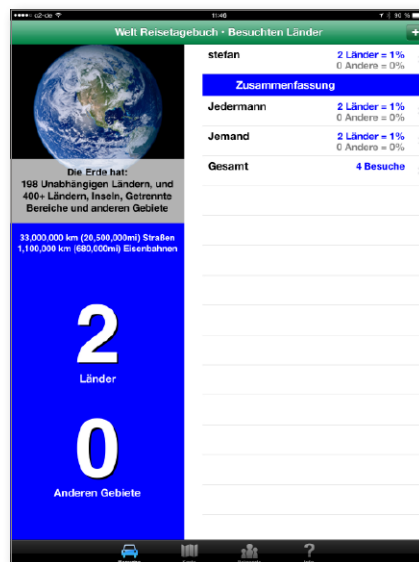 o2-de
11:46
90 %
Welt Reisetagebuch • Besuchten Länder
+
Die Erde hat:
198 Unabhängigen Ländern, und
400+ Ländern, Inseln, Getrennte
Bereiche und anderen Gebiete
33,000,000 km (20,500,000mi) Straßen
1,100,000 km (680,000mi) Eisenbahnen
2
Länder
0
Anderen Gebiete
stefan
2 Länder = 1%
0 Andere = 0%
Zusammenfassung
Jedermann
2 Länder = 1%
0 Andere = 0%
Jemand
2 Länder = 1%
0 Andere = 0%
Gesamt
4 Besuche
?